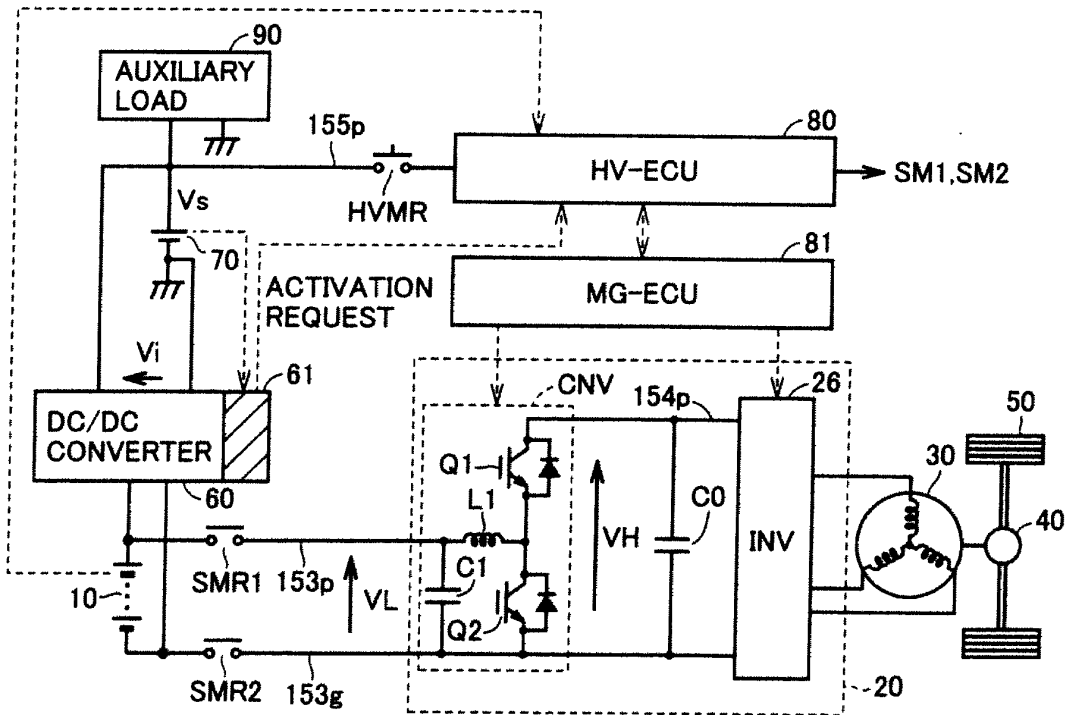 90
AUXILIARY
LOAD
155p
HVMR
80
HV-ECU
SM1,SM2
Vs
70
ACTIVATION
REQUEST
81
MG-ECU
Vi
61
DC/DC
CONVERTER
60
CNV
154p
26
50
Q1
L1
VH
C0
INV
30
40
10
SMR1
153p
VL
C1
Q2
SMR2
153g
20